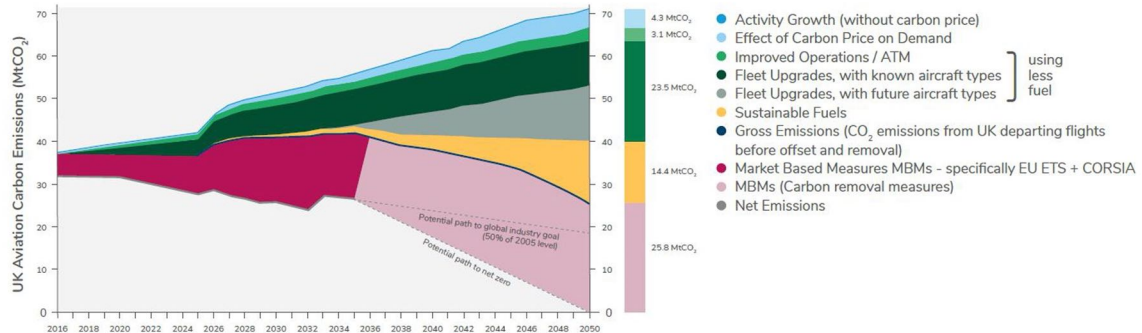 UK Aviation Carbon Emissions (MtCO₂)
70
60
50
40
30
20
10
0
2016 2018 2020 2022 2024 2026 2028 2030 2032 2034 2036 2038 2040 2042 2044 2046 2048 2050
Potential path to global industry goal
(50% of 2005 level)
Potential path to net zero
70
60
50
40
30
20
10
0
4.3 MtCO₂
3.1 MtCO₂
23.5 MtCO₂
14.4 MtCO₂
25.8 MtCO₂
Activity Growth (without carbon price)
Effect of Carbon Price on Demand
Improved Operations / ATM
Fleet Upgrades, with known aircraft types
Fleet Upgrades, with future aircraft types
using
less
fuel
Sustainable Fuels
Gross Emissions (CO₂ emissions from UK departing flights
before offset and removal)
Market Based Measures MBMs - specifically EU ETS + CORSIA
MBMs (Carbon removal measures)
Net Emissions